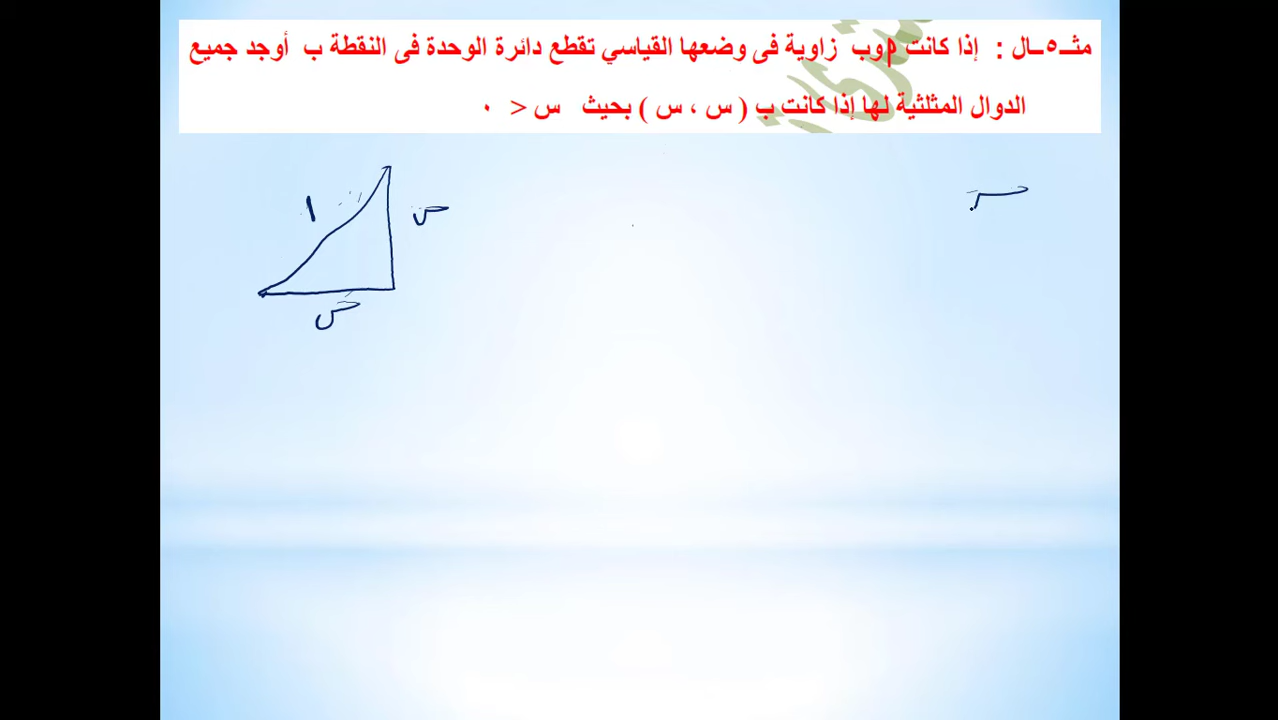 مثــ٥ــال : إذا كانت أوب زاوية فى وضعها القياسي تقطع دائرة الوحدة فى النقطة ب أوجد جميع
الدوال المثلثية لها إذا كانت ب ( س ، س ) بحيث س > ٠
١
س
س